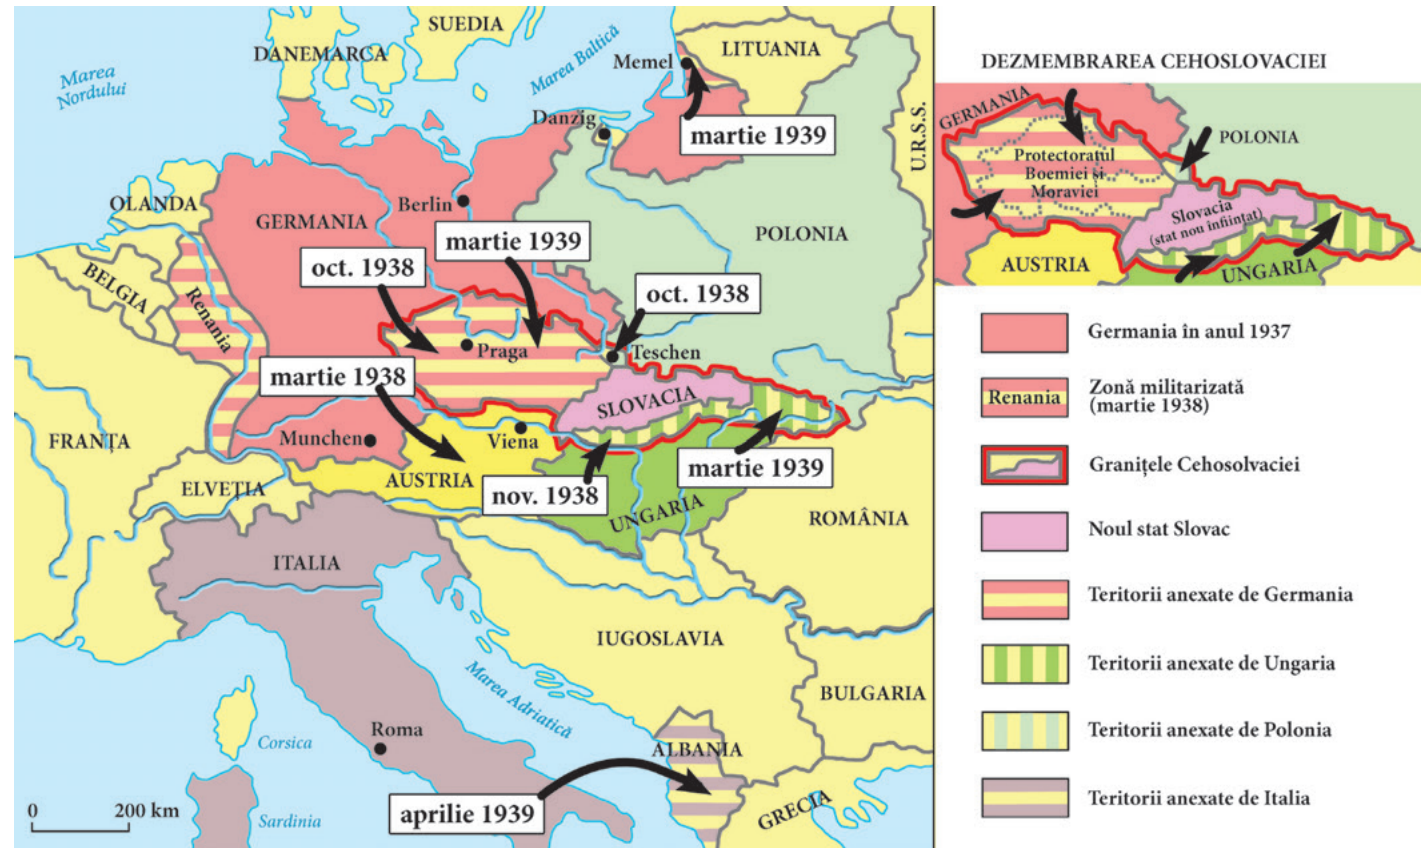 SUEDIA
DANEMARCA
LITUANIA
Marea
Nordului
Marea Baltică
Memel
Danzig
martie 1939
U.R.S.S.
OLANDA
GERMANIA
Berlin
POLONIA
martie 1939
oct. 1938
oct. 1938
BELGIA
Renania
Praga
Teschen
martie 1938
SLOVACIA
FRANȚA
Munchen
Viena
ELVEȚIA
AUSTRIA
nov. 1938
martie 1939
UNGARIA
ROMÂNIA
ITALIA
IUGOSLAVIA
Marea Adriatică
BULGARIA
Roma
Corsica
ALBANIA
0 200 km
Sardinia
aprilie 1939
GRECIA
DEZMEMBRAREA CEHOSLOVACIEI
GERMANIA
POLONIA
Protectoratul
Boemiei și
Moraviei
Slovacia
(stat nou înființat)
AUSTRIA
UNGARIA
Germania în anul 1937
Renania
Zonă militarizată
(martie 1938)
Granițele Cehosolvaciei
Noul stat Slovac
Teritorii anexate de Germania
Teritorii anexate de Ungaria
Teritorii anexate de Polonia
Teritorii anexate de Italia